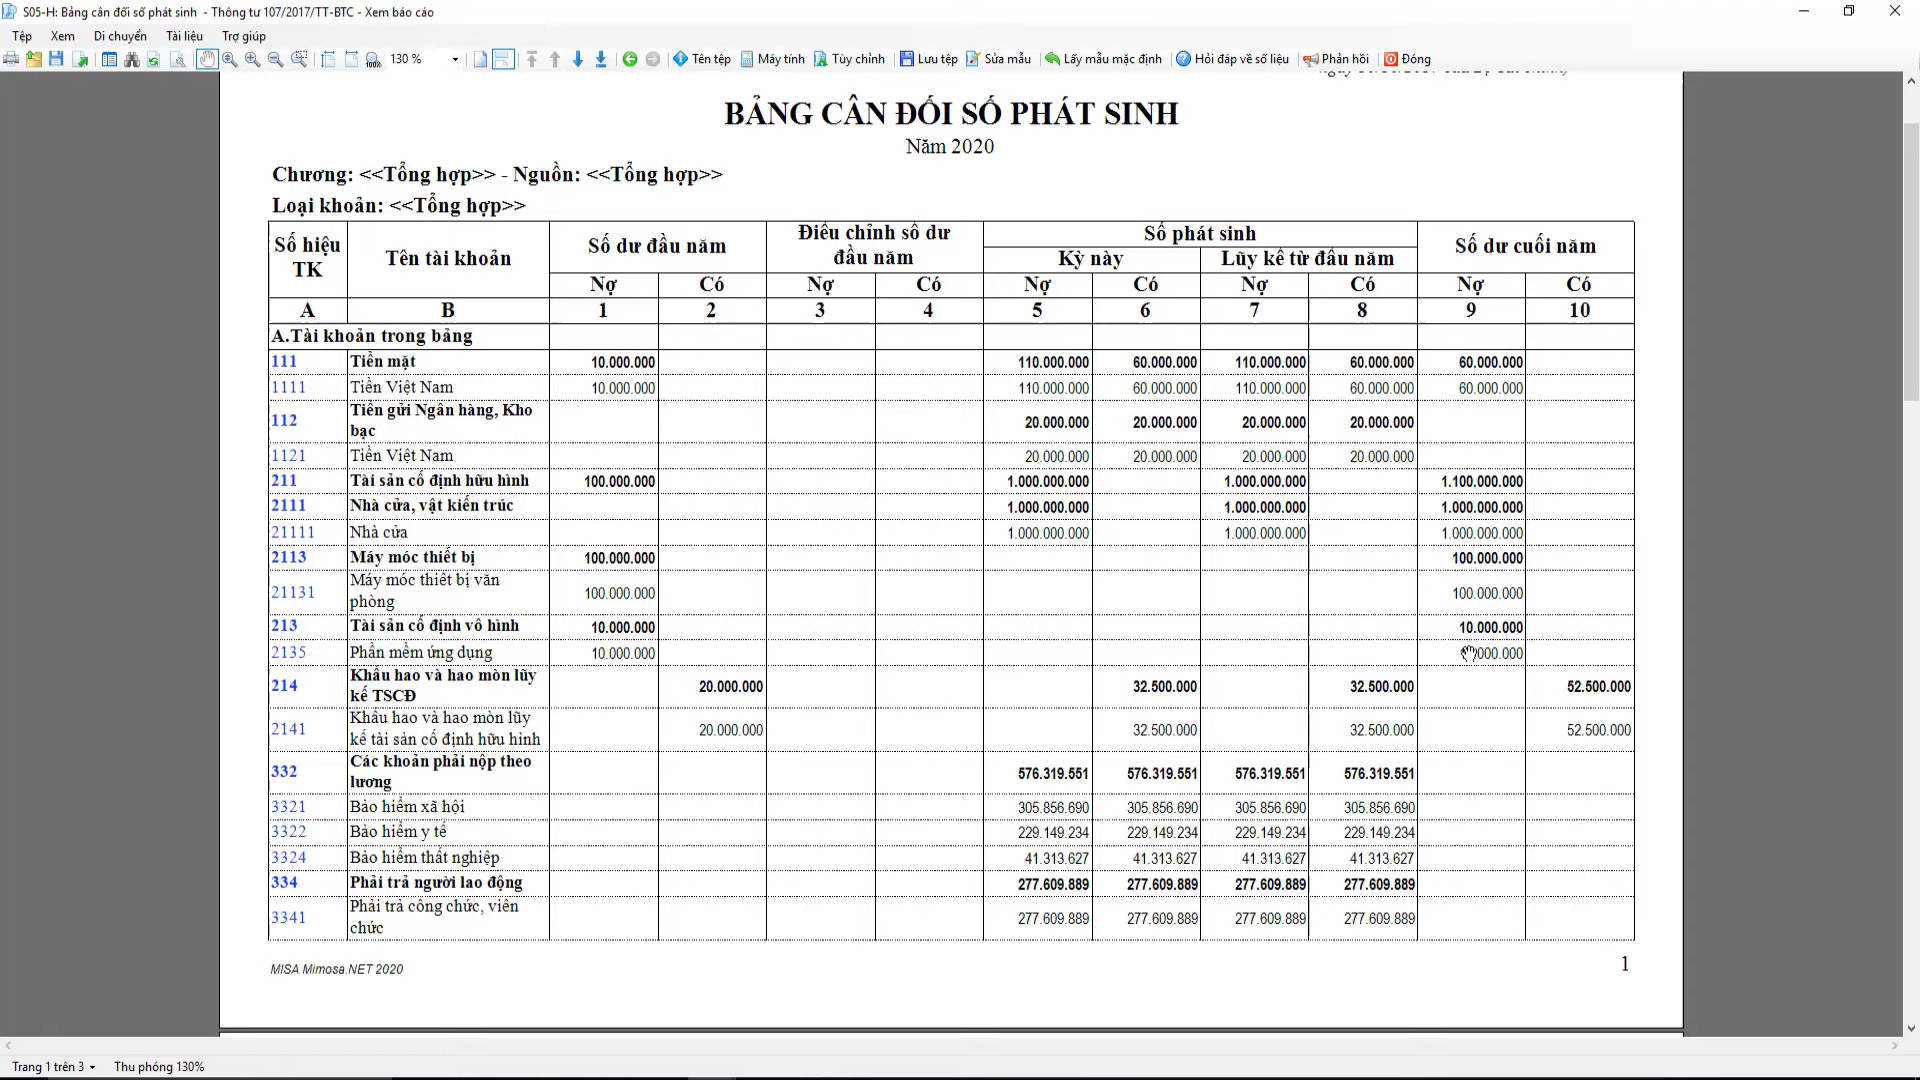 S05-H: Bảng cân đối số phát sinh - Thông tư 107/2017/TT-BTC - Xem báo cáo
Tệp Xem Di chuyển Tài liệu Trợ giúp
130 % Tên tệp Máy tính Tùy chỉnh Lưu tệp Sửa mẫu Lấy mẫu mặc định Hỏi đáp về số liệu Phản hồi Đóng
BẢNG CÂN ĐỐI SỐ PHÁT SINH
Năm 2020
Chương: <<Tổng hợp>> - Nguồn: <<Tổng hợp>>
Loại khoản: <<Tổng hợp>>
Số hiệu TK Tên tài khoản Số dư đầu năm Điều chỉnh số dư đầu năm Số phát sinh Số dư cuối năm
Kỳ này Lũy kế từ đầu năm
Nợ Có Nợ Có Nợ Có Nợ Có Nợ Có
A B 1 2 3 4 5 6 7 8 9 10
A.Tài khoản trong bảng
111 Tiền mặt 10.000.000 110.000.000 60.000.000 110.000.000 60.000.000 60.000.000
1111 Tiền Việt Nam 10.000.000 110.000.000 60.000.000 110.000.000 60.000.000 60.000.000
112 Tiền gửi Ngân hàng, Kho bạc 20.000.000 20.000.000 20.000.000 20.000.000
1121 Tiền Việt Nam 20.000.000 20.000.000 20.000.000 20.000.000
211 Tài sản cố định hữu hình 100.000.000 1.000.000.000 1.000.000.000 1.100.000.000
2111 Nhà cửa, vật kiến trúc 1.000.000.000 1.000.000.000 1.000.000.000
21111 Nhà cửa 1.000.000.000 1.000.000.000 1.000.000.000
2113 Máy móc thiết bị 100.000.000 100.000.000
21131 Máy móc thiết bị văn phòng 100.000.000 100.000.000
213 Tài sản cố định vô hình 10.000.000 10.000.000
2135 Phần mềm ứng dụng 10.000.000 000.000
214 Khấu hao và hao mòn lũy kế TSCĐ 20.000.000 32.500.000 32.500.000 52.500.000
2141 Khấu hao và hao mòn lũy kế tài sản cố định hữu hình 20.000.000 32.500.000 32.500.000 52.500.000
332 Các khoản phải nộp theo lương 576.319.551 576.319.551 576.319.551 576.319.551
3321 Bảo hiểm xã hội 305.856.690 305.856.690 305.856.690 305.856.690
3322 Bảo hiểm y tế 229.149.234 229.149.234 229.149.234 229.149.234
3324 Bảo hiểm thất nghiệp 41.313.627 41.313.627 41.313.627 41.313.627
334 Phải trả người lao động 277.609.889 277.609.889 277.609.889 277.609.889
3341 Phải trả công chức, viên chức 277.609.889 277.609.889 277.609.889 277.609.889
MISA Mimosa.NET 2020 1
Trang 1 trên 3 Thu phóng 130%